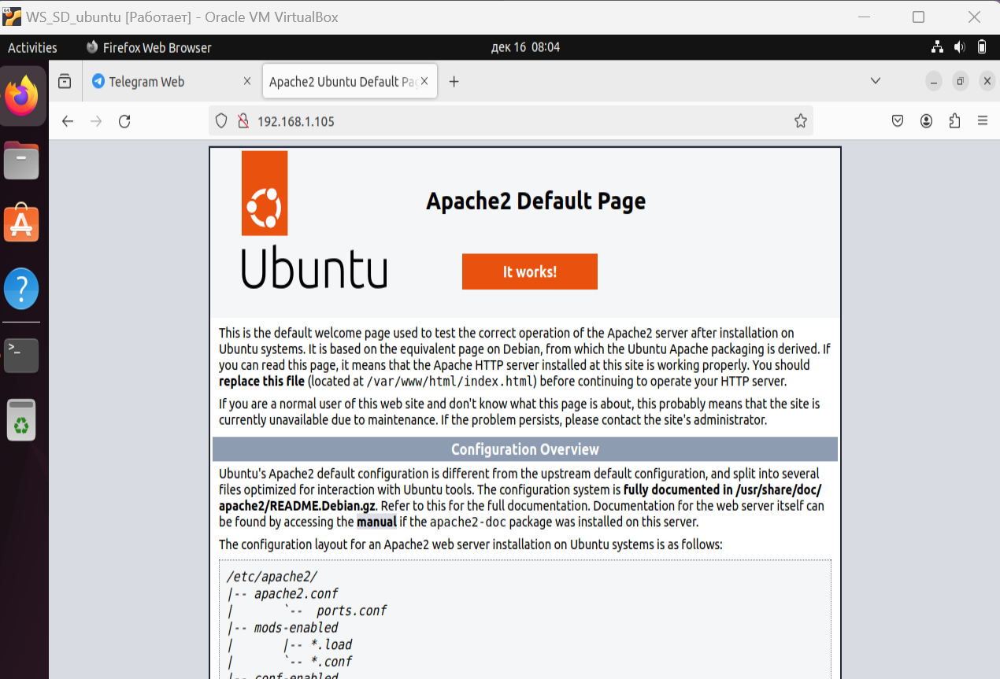 WS_SD_ubuntu [Работает] - Oracle VM VirtualBox
Activities
Firefox Web Browser
дек 16 08:04
Telegram Web
Apache2 Ubuntu Default Pag
192.168.1.105
Apache2 Default Page
Ubuntu
It works!
This is the default welcome page used to test the correct operation of the Apache2 server after installation on
Ubuntu systems. It is based on the equivalent page on Debian, from which the Ubuntu Apache packaging is derived. If
you can read this page, it means that the Apache HTTP server installed at this site is working properly. You should
replace this file (located at /var/www/html/index.html) before continuing to operate your HTTP server.
If you are a normal user of this web site and don't know what this page is about, this probably means that the site is
currently unavailable due to maintenance. If the problem persists, please contact the site's administrator.
Configuration Overview
Ubuntu's Apache2 default configuration is different from the upstream default configuration, and split into several
files optimized for interaction with Ubuntu tools. The configuration system is fully documented in /usr/share/doc/
apache2/README.Debian.gz. Refer to this for the full documentation. Documentation for the web server itself can
be found by accessing the manual if the apache2-doc package was installed on this server.
The configuration layout for an Apache2 web server installation on Ubuntu systems is as follows:
/etc/apache2/
|-- apache2.conf
|       `--  ports.conf
|-- mods-enabled
|       |-- *.load
|       `-- *.conf
|-- conf-enabled